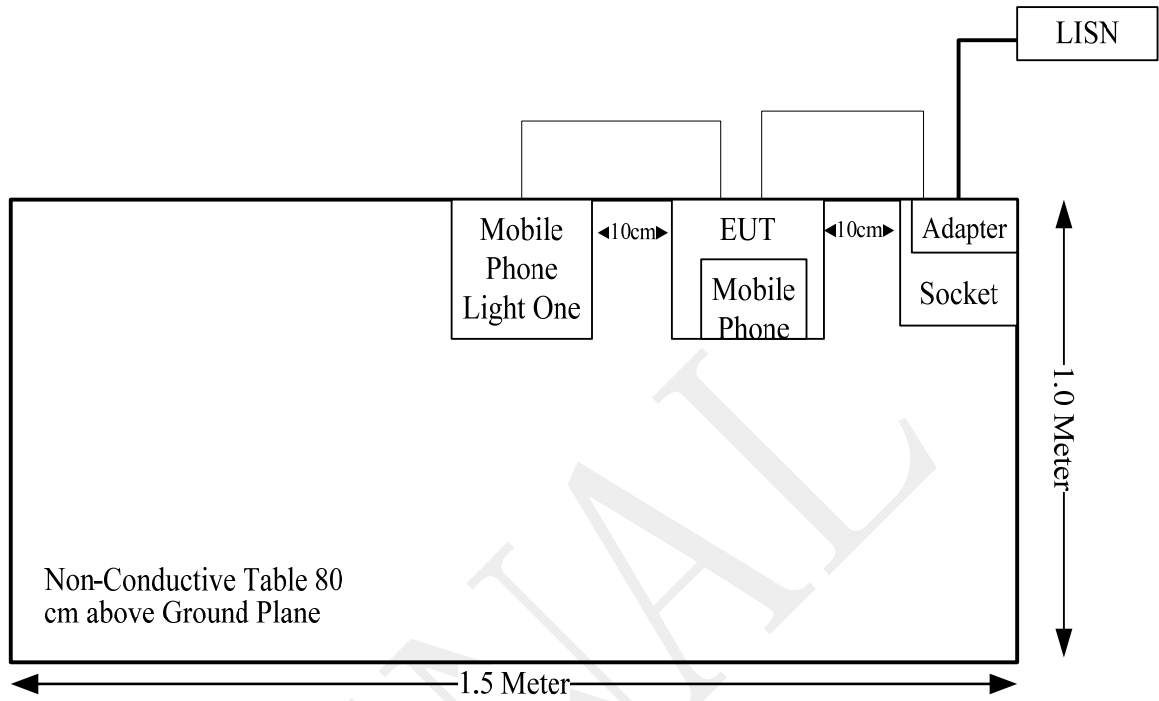 LISN
Mobile
Phone
Light One
10cm
EUT
Mobile
Phone
10cm
Adapter
Socket
1.0 Meter
Non-Conductive Table 80
cm above Ground Plane
1.5 Meter